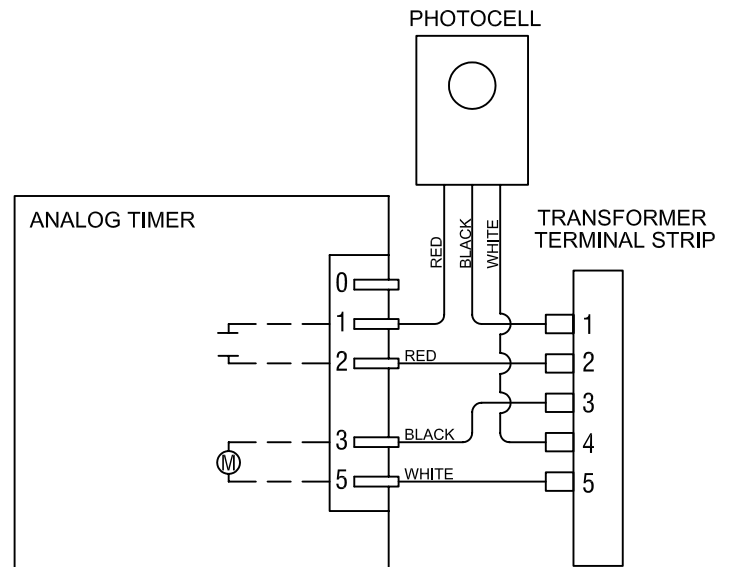 PHOTOCELL
ANALOG TIMER
RED
BLACK
WHITE
TRANSFORMER
TERMINAL STRIP
0
1
2
3
5
RED
BLACK
WHITE
M
1
2
3
4
5